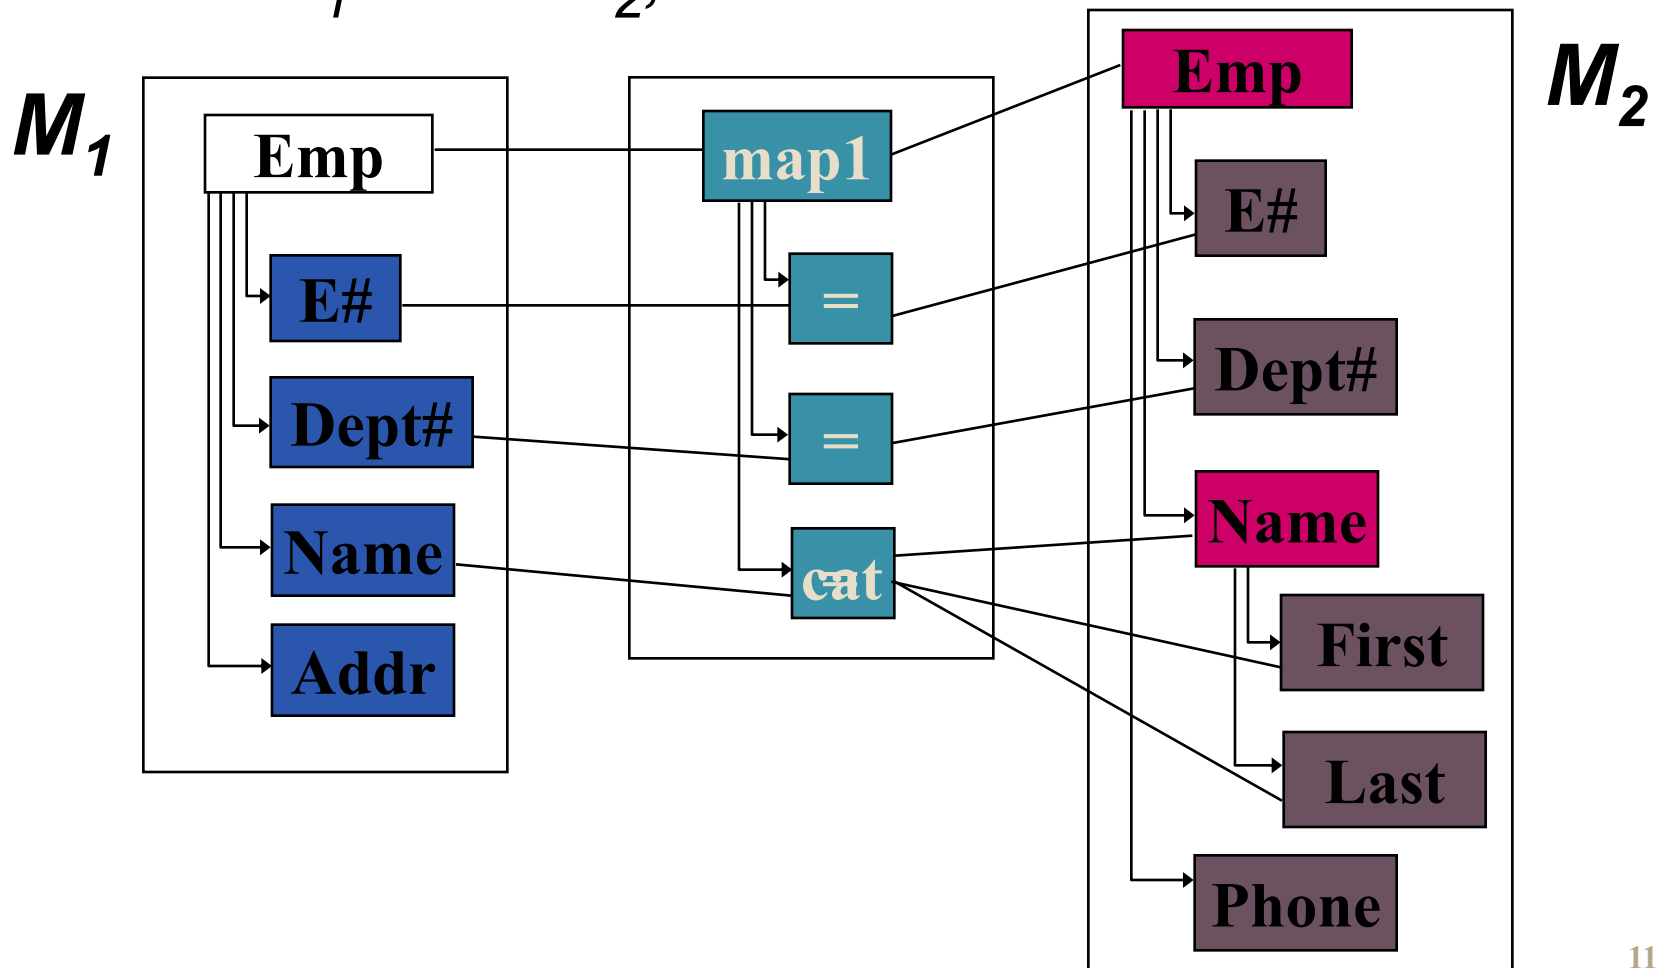 M1
Emp
E#
Dept#
Name
Addr
map1
=
=
cat
M2
Emp
E#
Dept#
Name
First
Last
Phone
11